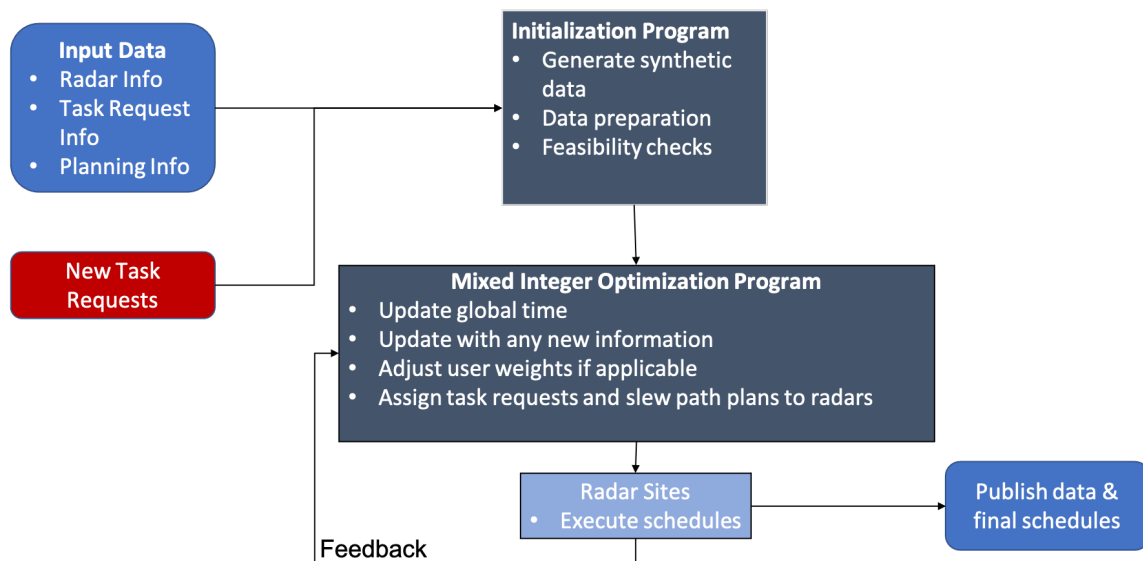 Input Data
• Radar Info
• Task Request
Info
• Planning Info
New Task
Requests
Initialization Program
• Generate synthetic
data
• Data preparation
• Feasibility checks
Mixed Integer Optimization Program
• Update global time
• Update with any new information
• Adjust user weights if applicable
• Assign task requests and slew path plans to radars
Radar Sites
• Execute schedules
Publish data &
final schedules
Feedback